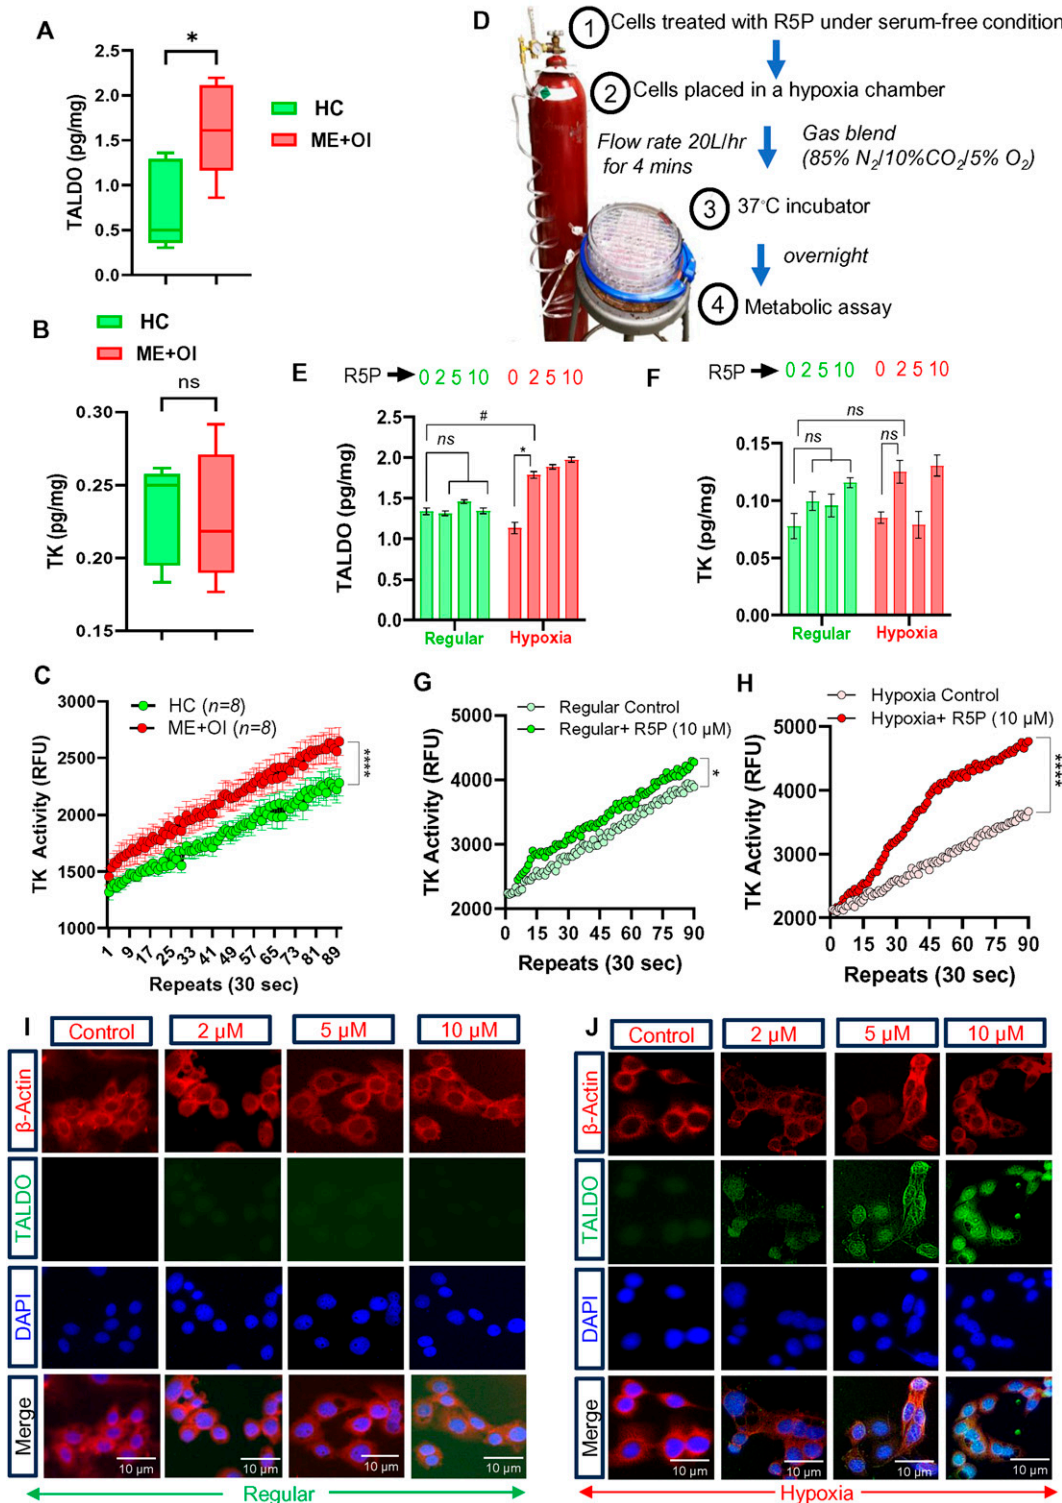 A
*
HC
ME+OI
TALDO (pg/mg)
2.5
2.0
1.5
1.0
0.5
0.0
B
HC
ME+OI
ns
TK (pg/mg)
0.30
0.25
0.20
0.15
C
HC (n=8)
ME+OI (n=8)
****
TK Activity (RFU)
3000
2500
2000
1500
1000
1 9 17 25 33 41 49 57 65 73 81 89
Repeats (30 sec)
D
1 Cells treated with R5P under serum-free condition
2 Cells placed in a hypoxia chamber
Flow rate 20L/hr
for 4 mins
Gas blend
(85% N₂/10%CO₂/5% O₂)
3 37°C incubator
overnight
4 Metabolic assay
E
R5P 0 2 5 10 0 2 5 10
#
ns
*
TALDO (pg/mg)
2.5
2.0
1.5
1.0
0.5
0.0
Regular Hypoxia
F
R5P 0 2 5 10 0 2 5 10
ns
ns
ns
TK (pg/mg)
0.15
0.10
0.05
0.00
Regular Hypoxia
G
Regular Control
Regular+ R5P (10 µM)
*
TK Activity (RFU)
5000
4000
3000
2000
0 15 30 45 60 75 90
Repeats (30 sec)
H
Hypoxia Control
Hypoxia+ R5P (10 µM)
****
TK Activity (RFU)
5000
4000
3000
2000
0 15 30 45 60 75 90
Repeats (30 sec)
I
Control 2 µM 5 µM 10 µM
β-Actin
TALDO
DAPI
Merge
10 µm 10 µm 10 µm 10 µm
Regular
J
Control 2 µM 5 µM 10 µM
β-Actin
TALDO
DAPI
Merge
10 µm 10 µm 10 µm 10 µm
Hypoxia